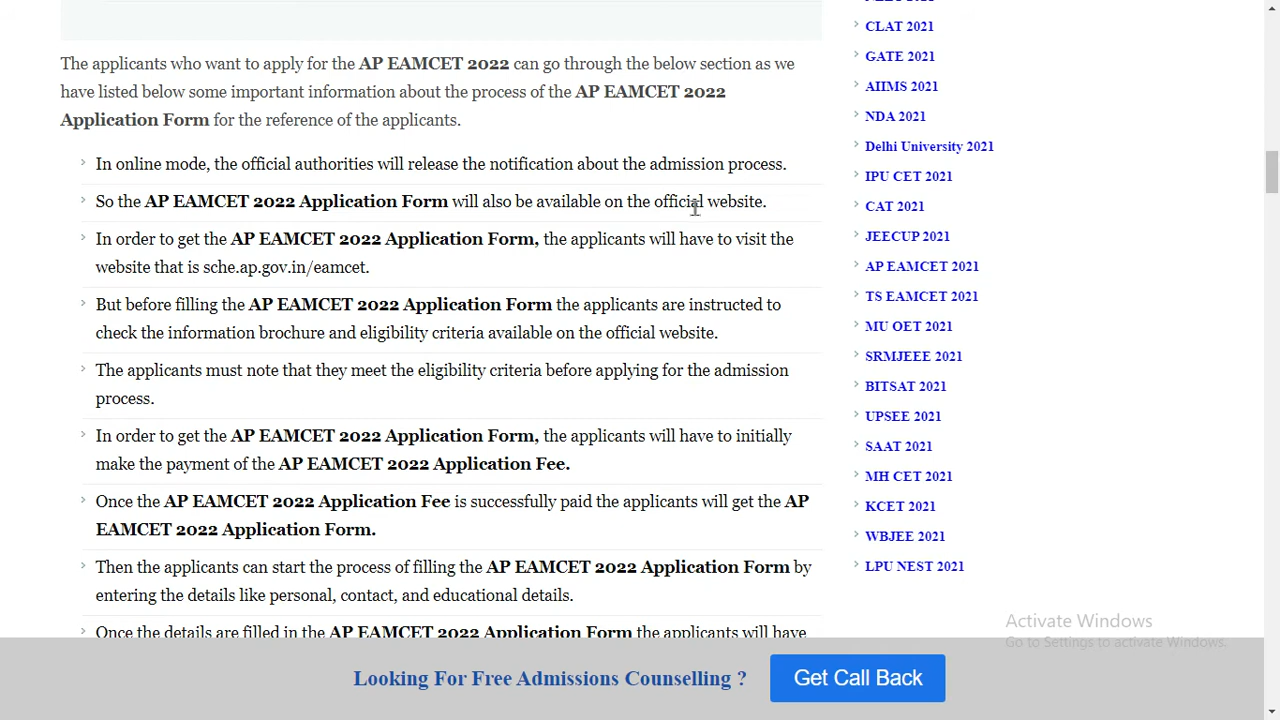 The applicants who want to apply for the AP EAMCET 2022 can go through the below section as we
have listed below some important information about the process of the AP EAMCET 2022
Application Form for the reference of the applicants.
In online mode, the official authorities will release the notification about the admission process.
So the AP EAMCET 2022 Application Form will also be available on the official website.
In order to get the AP EAMCET 2022 Application Form, the applicants will have to visit the
website that is sche.ap.gov.in/eamcet.
But before filling the AP EAMCET 2022 Application Form the applicants are instructed to
check the information brochure and eligibility criteria available on the official website.
The applicants must note that they meet the eligibility criteria before applying for the admission
process.
In order to get the AP EAMCET 2022 Application Form, the applicants will have to initially
make the payment of the AP EAMCET 2022 Application Fee.
Once the AP EAMCET 2022 Application Fee is successfully paid the applicants will get the AP
EAMCET 2022 Application Form.
Then the applicants can start the process of filling the AP EAMCET 2022 Application Form by
entering the details like personal, contact, and educational details.
Once the details are filled in the AP EAMCET 2022 Application Form the applicants will have
CLAT 2021
GATE 2021
AIIMS 2021
NDA 2021
Delhi University 2021
IPU CET 2021
CAT 2021
JEECUP 2021
AP EAMCET 2021
TS EAMCET 2021
MU OET 2021
SRMJEEE 2021
BITSAT 2021
UPSEE 2021
SAAT 2021
MH CET 2021
KCET 2021
WBJEE 2021
LPU NEST 2021
Activate Windows
Go to Settings to activate Windows.
Looking For Free Admissions Counselling ?
Get Call Back